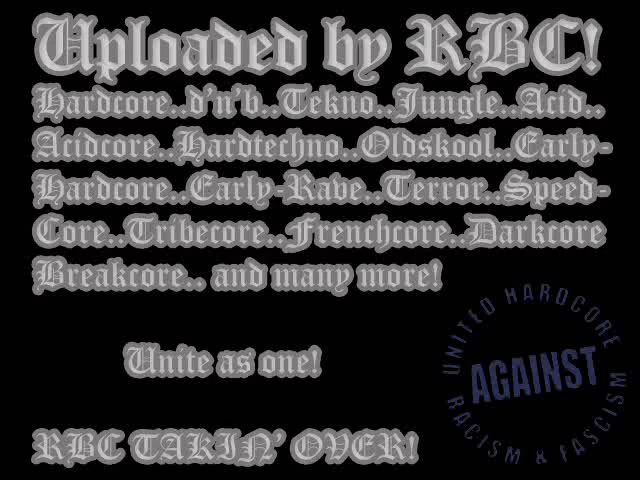 Uploaded by RBC!
Hardcore..d'n'b..Tekno..Jungle..Acid..
Acidcore..Hardtechno..Oldskool..Early-
Hardcore..Early-Rave..Terror..Speed-
Core..Tribecore..Frenchcore..Darkcore
Breakcore.. and many more!
UNITED HARDCORE
AGAINST
RACISM & FASCISM
Unite as one!
RBC TAKIN' OVER!